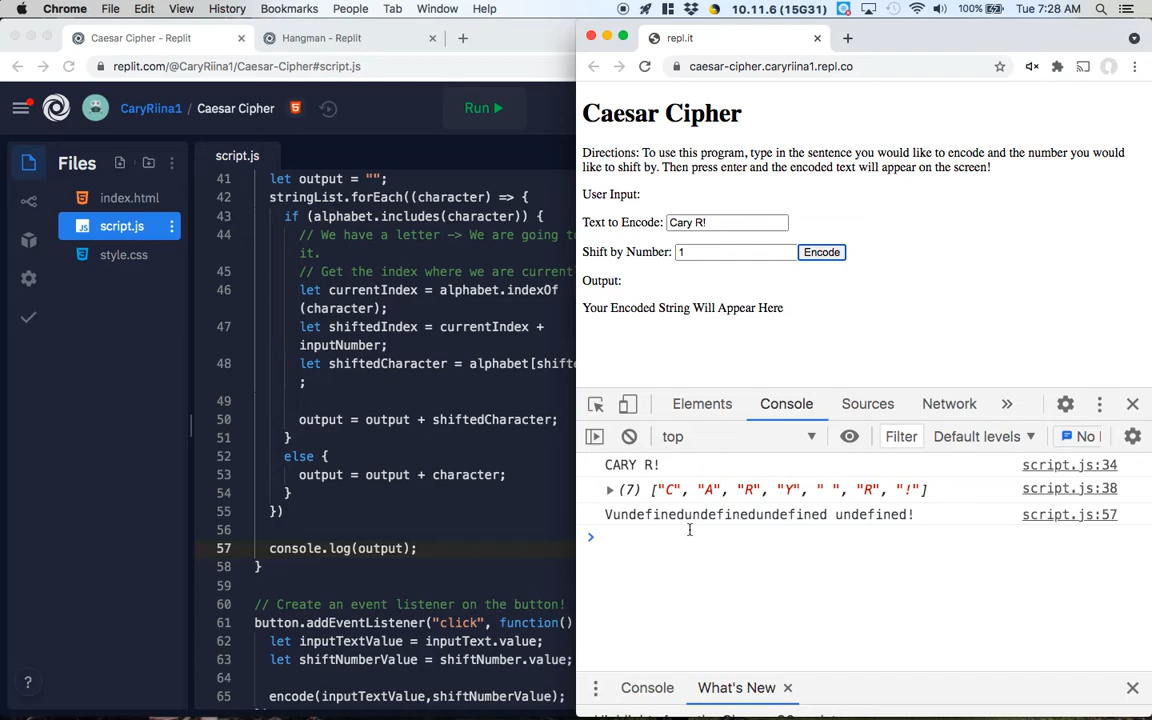 Chrome File Edit View History Bookmarks People Tab Window Help 10.11.6 (15G31) 100% Tue 7:28 AM
Caesar Cipher - Replit
Hangman - Replit
replit.com/@CaryRiina1/Caesar-Cipher#script.js
CaryRiina1 / Caesar Cipher
Run
Files
index.html
script.js
style.css
script.js
41 let output = "";
42 stringList.forEach((character) => {
43 if (alphabet.includes(character)) {
44 // We have a letter -> We are going to
it.
45 // Get the index where we are current
46 let currentIndex = alphabet.indexOf
(character);
47 let shiftedIndex = currentIndex +
inputNumber;
48 let shiftedCharacter = alphabet[shifte
;
49
50 output = output + shiftedCharacter;
51 }
52 else {
53 output = output + character;
54 }
55 })
56
57 console.log(output);
58 }
59
60 // Create an event listener on the button!
61 button.addEventListener("click", function()
62 let inputTextValue = inputText.value;
63 let shiftNumberValue = shiftNumber.value;
64
65 encode(inputTextValue,shiftNumberValue);
?
repl.it
caesar-cipher.caryriina1.repl.co
Caesar Cipher
Directions: To use this program, type in the sentence you would like to encode and the number you would
like to shift by. Then press enter and the encoded text will appear on the screen!
User Input:
Text to Encode: Cary R!
Shift by Number: 1 Encode
Output:
Your Encoded String Will Appear Here
Elements Console Sources Network »
top Filter Default levels No I
CARY R! script.js:34
(7) ["C", "A", "R", "Y", " ", "R", "!"] script.js:38
Vundefinedundefinedundefined undefined! script.js:57
Console What's New